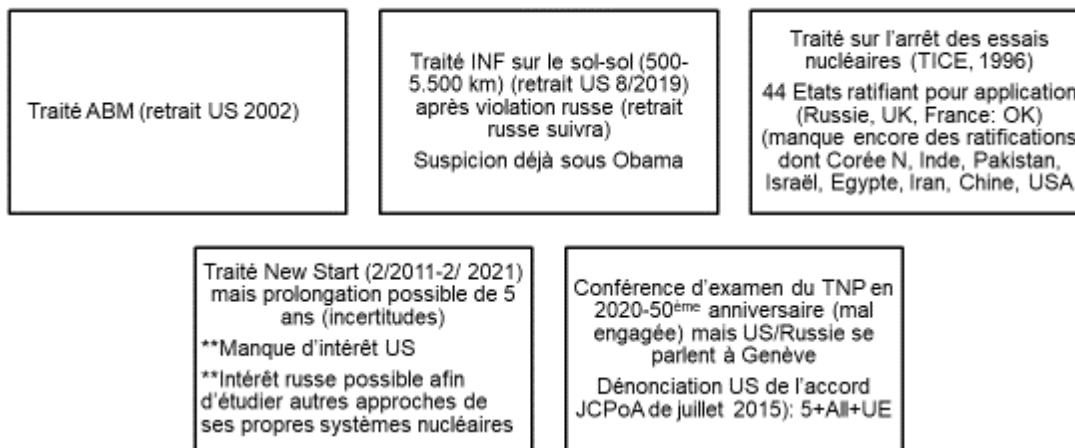 Traité ABM (retrait US 2002)
Traité INF sur le sol-sol (500-
5.500 km) (retrait US 8/2019)
après violation russe (retrait
russe suivra)
Suspicion déjà sous Obama
Traité sur l'arrêt des essais
nucléaires (TICE, 1996)
44 Etats ratifiant pour application
(Russie, UK, France: OK)
(manque encore des ratifications
dont Corée N, Inde, Pakistan,
Israël, Egypte, Iran, Chine, USA
Traité New Start (2/2011-2/ 2021)
mais prolongation possible de 5
ans (incertitudes)
**Manque d'intérêt US
**Intérêt russe possible afin
d'étudier autres approches de
ses propres systèmes nucléaires
Conférence d'examen du TNP en
2020-50ème anniversaire (mal
engagée) mais US/Russie se
parlent à Genève
Dénonciation US de l'accord
JCPoA de juillet 2015): 5+All+UE